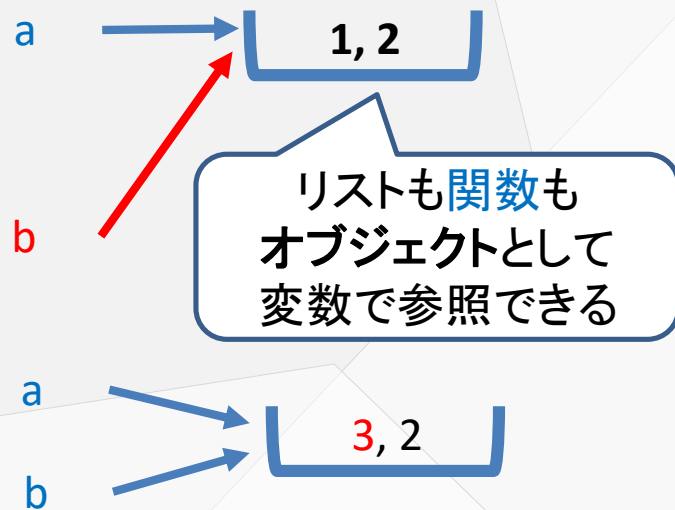 a
1, 2
b
リストも関数も
オブジェクトとして
変数で参照できる
a
3, 2
b